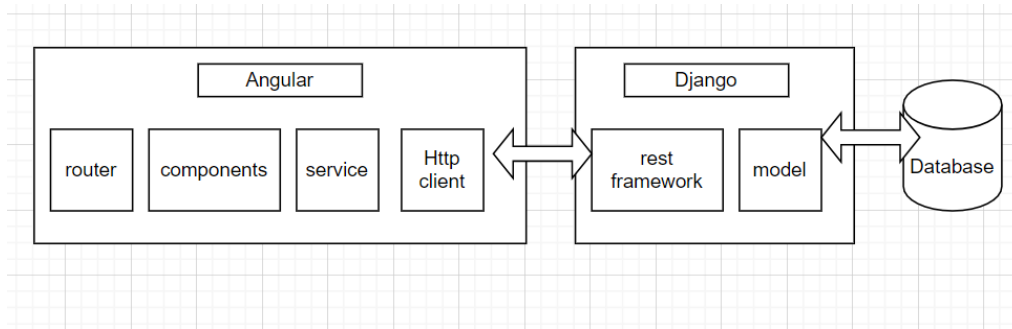 Angular
Django
router
components
service
Http
client
rest
framework
model
Database